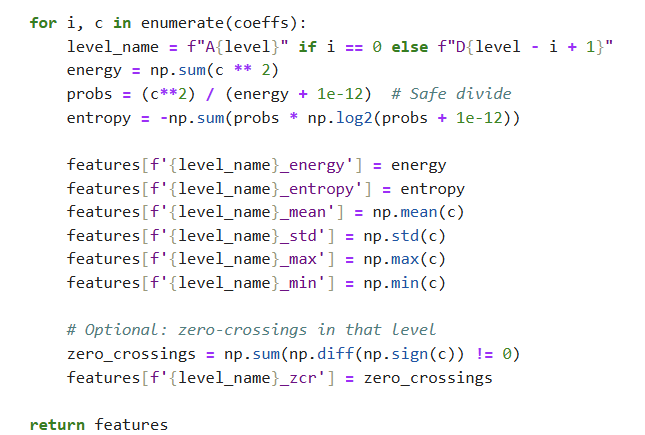 for i, c in enumerate(coeffs):
    level_name = f"A{level}" if i == 0 else f"D{level - i + 1}"
    energy = np.sum(c ** 2)
    probs = (c**2) / (energy + 1e-12)  # Safe divide
    entropy = -np.sum(probs * np.log2(probs + 1e-12))

    features[f'{level_name}_energy'] = energy
    features[f'{level_name}_entropy'] = entropy
    features[f'{level_name}_mean'] = np.mean(c)
    features[f'{level_name}_std'] = np.std(c)
    features[f'{level_name}_max'] = np.max(c)
    features[f'{level_name}_min'] = np.min(c)

    # Optional: zero-crossings in that level
    zero_crossings = np.sum(np.diff(np.sign(c)) != 0)
    features[f'{level_name}_zcr'] = zero_crossings

return features